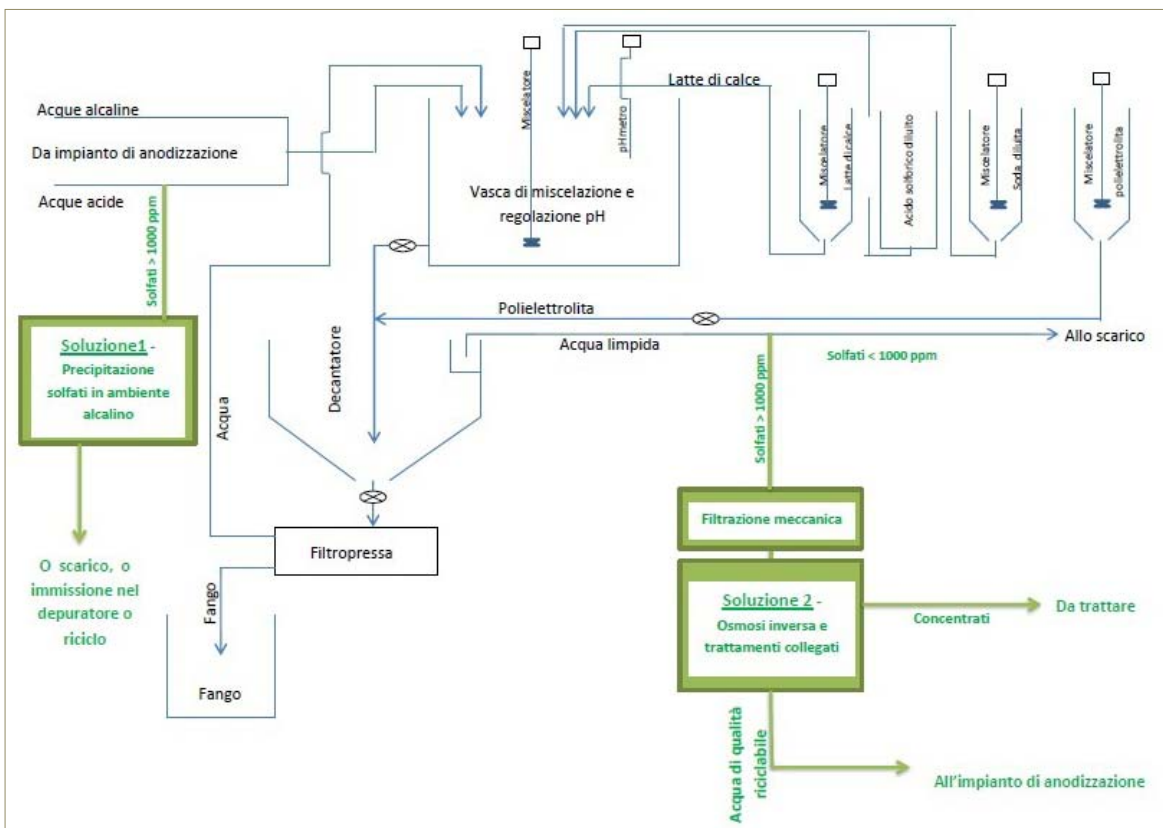 Acque alcaline
Da impianto di anodizzazione
Acque acide
Solfati > 1000 ppm
Soluzione1 -
Precipitazione
solfati in ambiente
alcalino
O scarico, o
immissione nel
depuratore o
riciclo
Acqua
Miscelatore
pHmetro
Vasca di miscelazione e
regolazione pH
Latte di calce
Miscelatore
Latte di calce
Acido solforico diluito
Miscelatore
Soda diluita
Miscelatore
polielettrolita
Polielettrolita
Decantatore
Acqua limpida
Allo scarico
Solfati < 1000 ppm
Solfati > 1000 ppm
Filtropressa
Fango
Fango
Filtrazione meccanica
Soluzione 2 -
Osmosi inversa e
trattamenti collegati
Concentrati
Da trattare
Acqua di qualità
riciclabile
All'impianto di anodizzazione